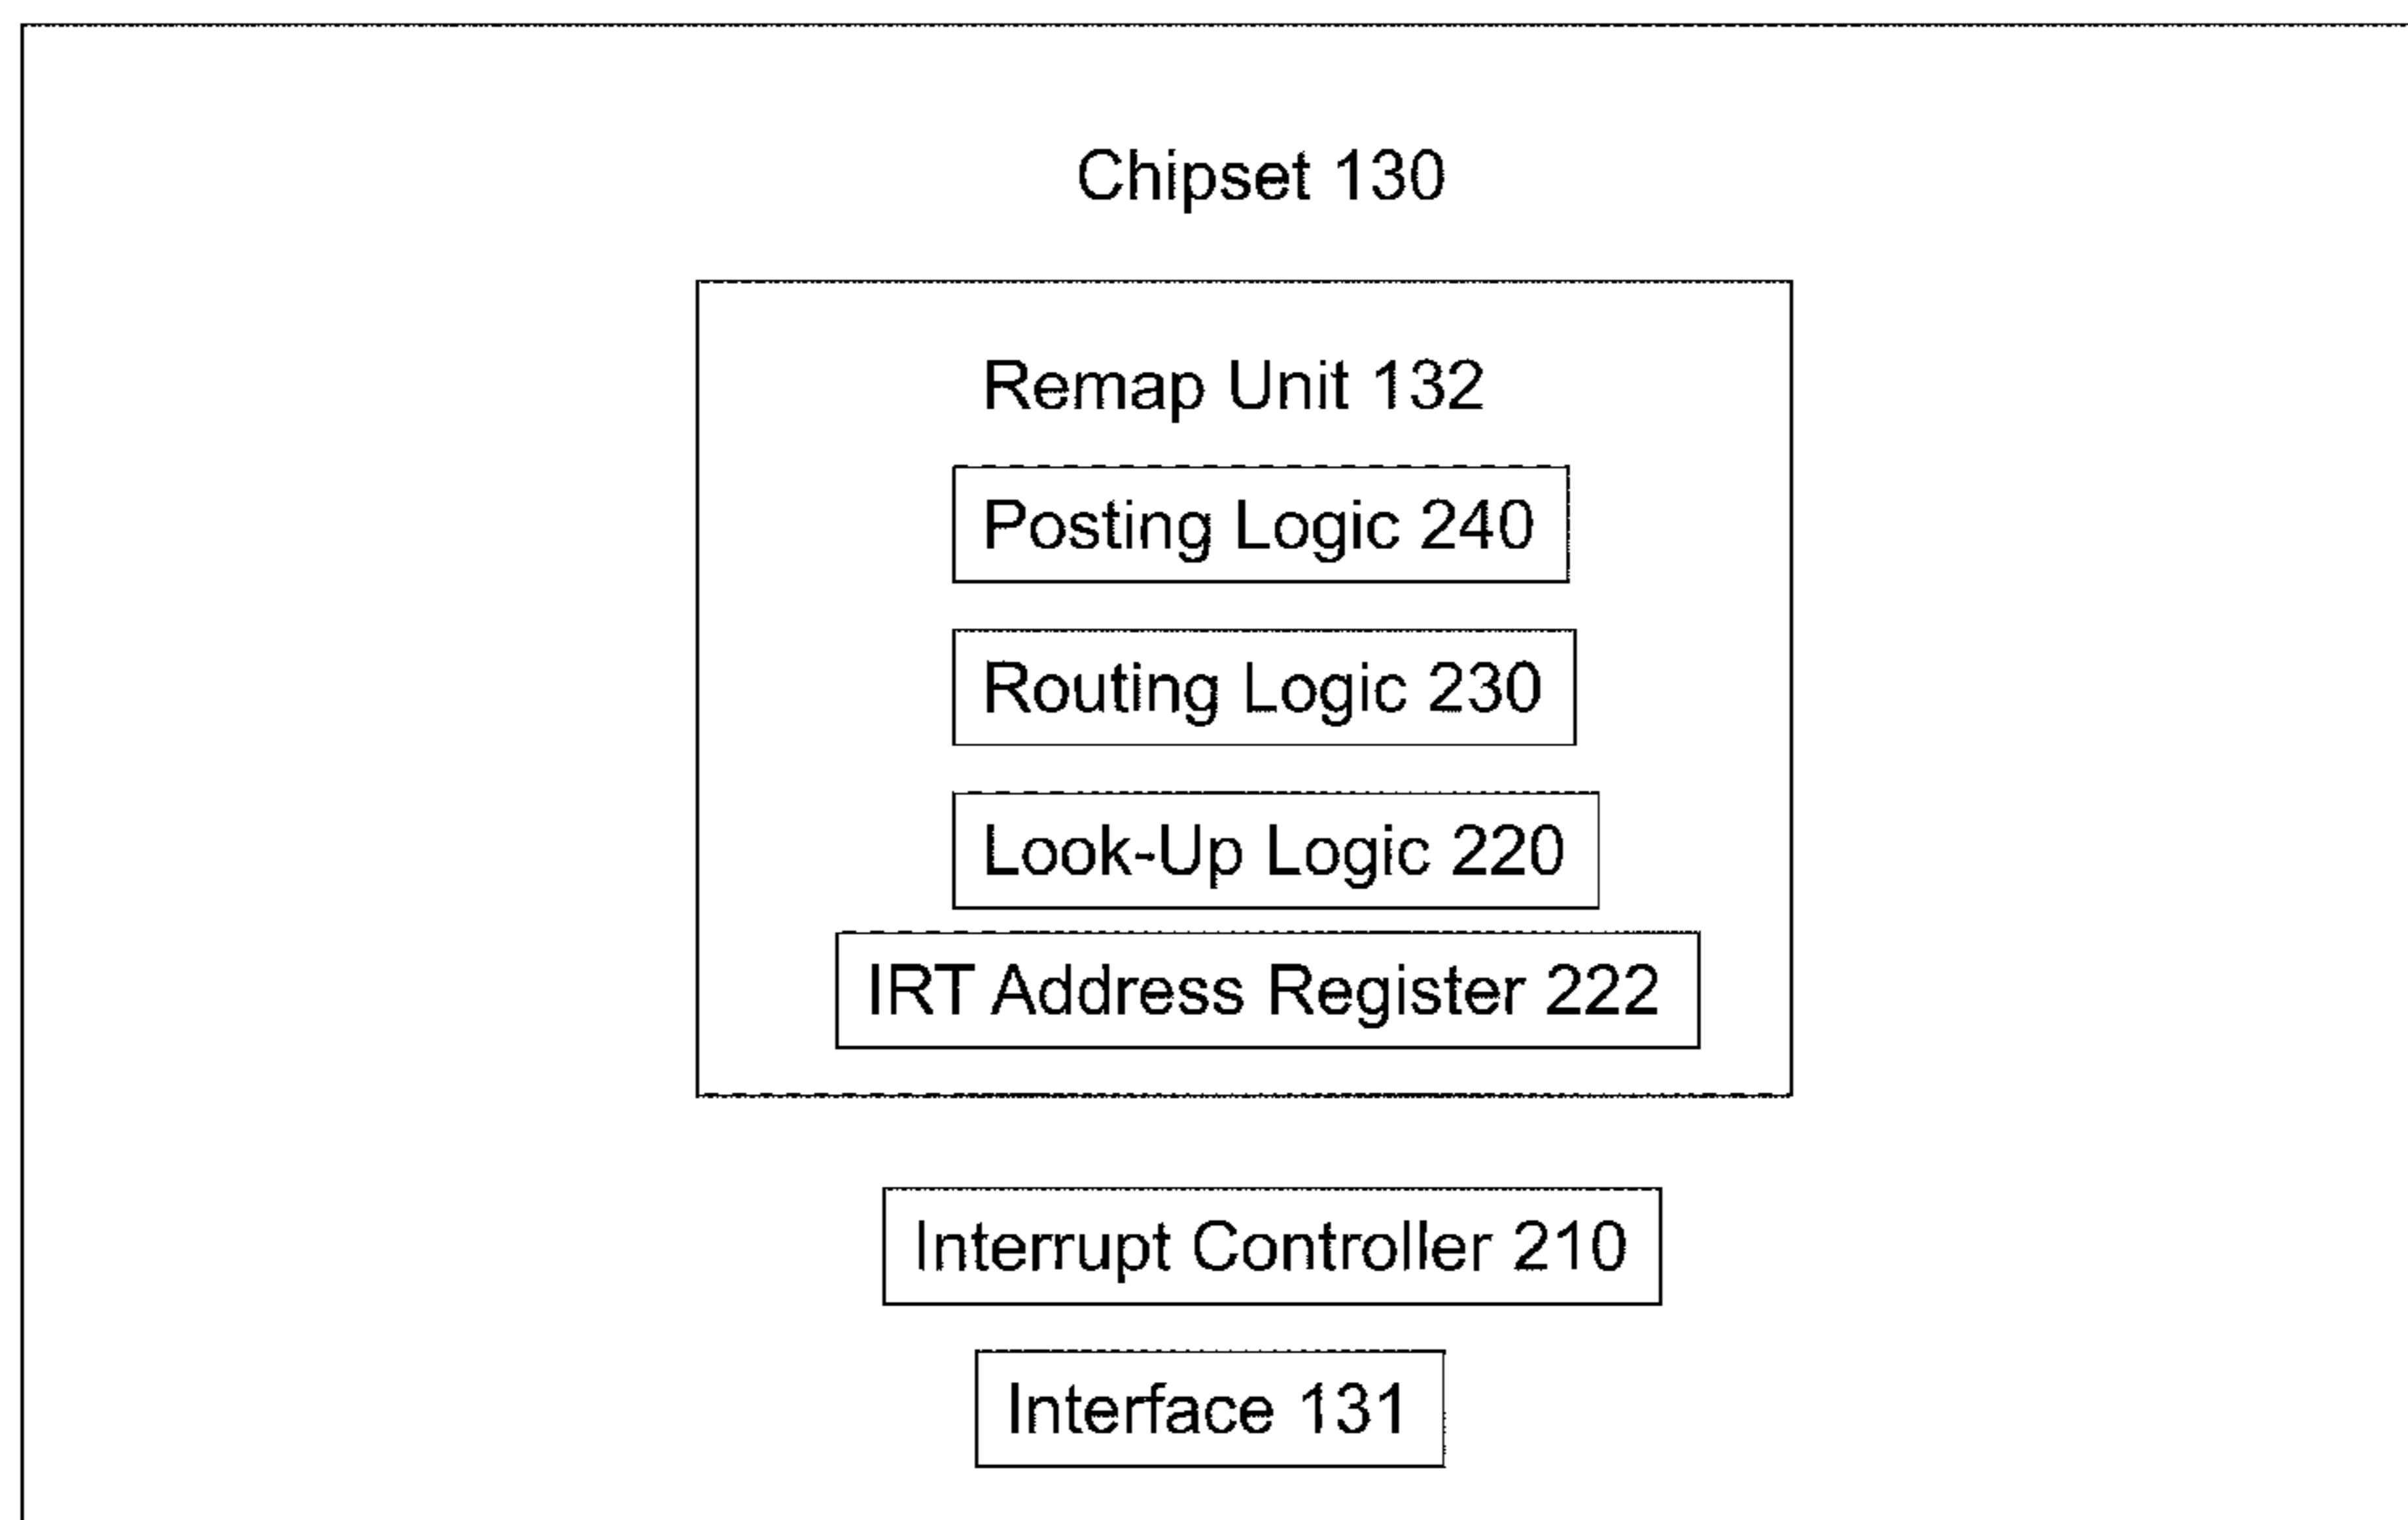 Chipset 130
Remap Unit 132
Posting Logic 240
Routing Logic 230
Look-Up Logic 220
IRT Address Register 222
Interrupt Controller 210
Interface 131